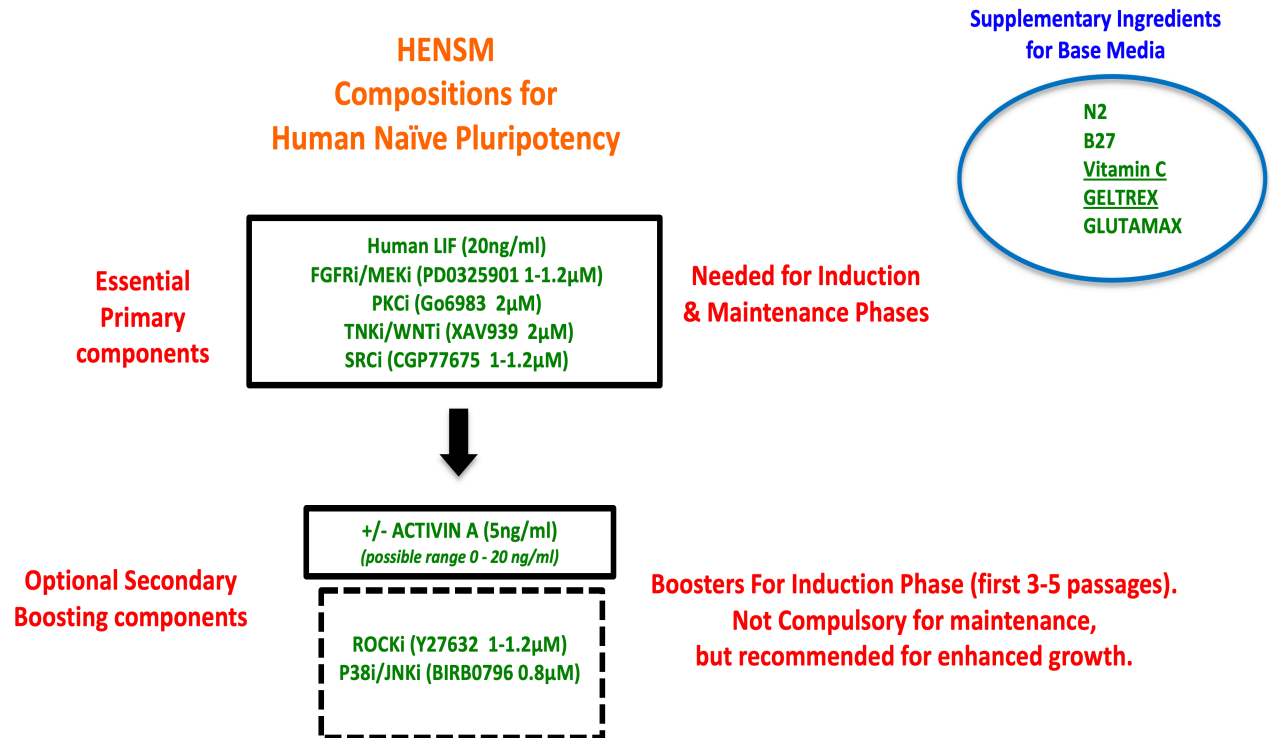 HENSM
Compositions for
Human Naïve Pluripotency
Supplementary Ingredients
for Base Media
N2
B27
Vitamin C
GELTREX
GLUTAMAX
Essential
Primary
components
Human LIF (20ng/ml)
FGFRi/MEKi (PD0325901 1-1.2µM)
PKCi (Go6983  2µM)
TNKi/WNTi (XAV939  2µM)
SRCi (CGP77675  1-1.2µM)
Needed for Induction
& Maintenance Phases
Optional Secondary
Boosting components
+/- ACTIVIN A (5ng/ml)
(possible range 0 - 20 ng/ml)
ROCKi (Y27632  1-1.2µM)
P38i/JNKi (BIRB0796 0.8µM)
Boosters For Induction Phase (first 3-5 passages).
Not Compulsory for maintenance,
but recommended for enhanced growth.